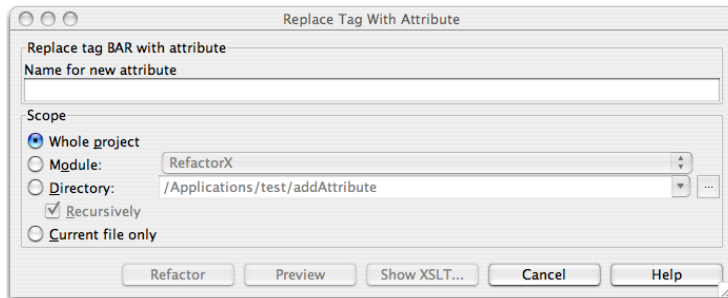 Replace Tag With Attribute
Replace tag BAR with attribute
Name for new attribute
Scope
Whole project
Module: RefactorX
Directory: /Applications/test/addAttribute ...
Recursively
Current file only
Refactor Preview Show XSLT... Cancel Help